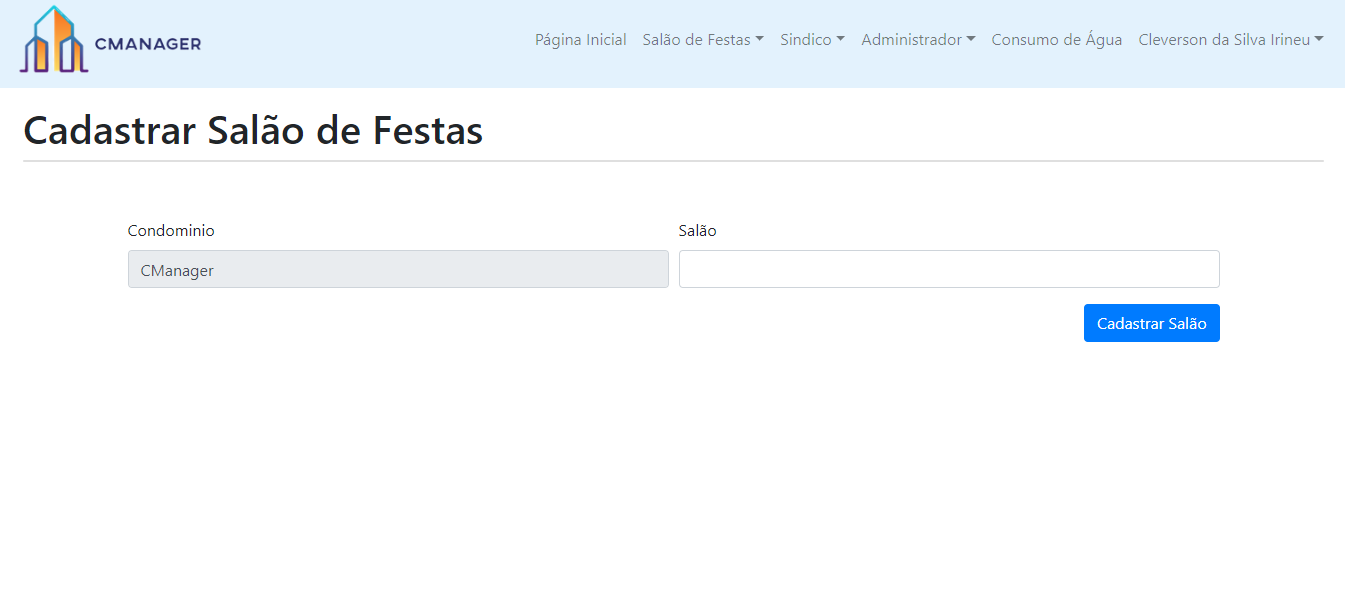 CMANAGER
Página Inicial Salão de Festas Sindico Administrador Consumo de Água Cleverson da Silva Irineu
Cadastrar Salão de Festas
Condominio Salão
CManager
Cadastrar Salão